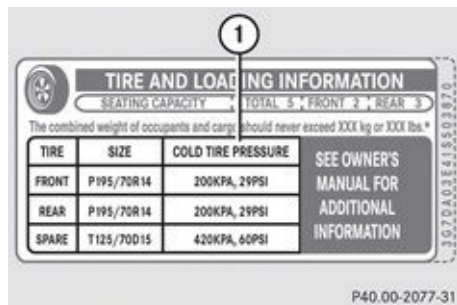 1
TIRE AND LOADING INFORMATION
SEATING CAPACITY TOTAL 5 FRONT 2 REAR 3
The combined weight of occupants and cargo should never exceed XXX kg or XXX lbs.*
TIRE SIZE COLD TIRE PRESSURE
FRONT P195/70R14 200KPA, 29PSI
REAR P195/70R14 200KPA, 29PSI
SPARE T125/70D15 420KPA, 60PSI
SEE OWNER'S
MANUAL FOR
ADDITIONAL
INFORMATION
3070A03E41SS03870
P40.00-2077-31